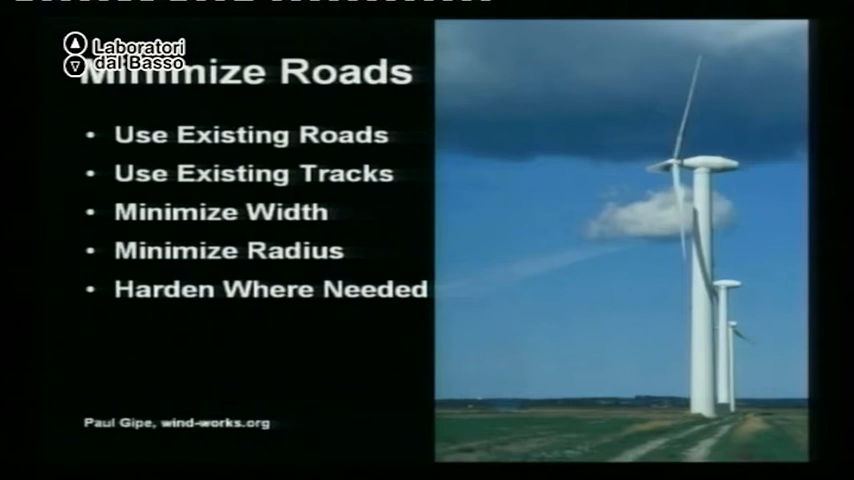 Laboratori
dal Basso
Minimize Roads
• Use Existing Roads
• Use Existing Tracks
• Minimize Width
• Minimize Radius
• Harden Where Needed
Paul Gipe, wind-works.org